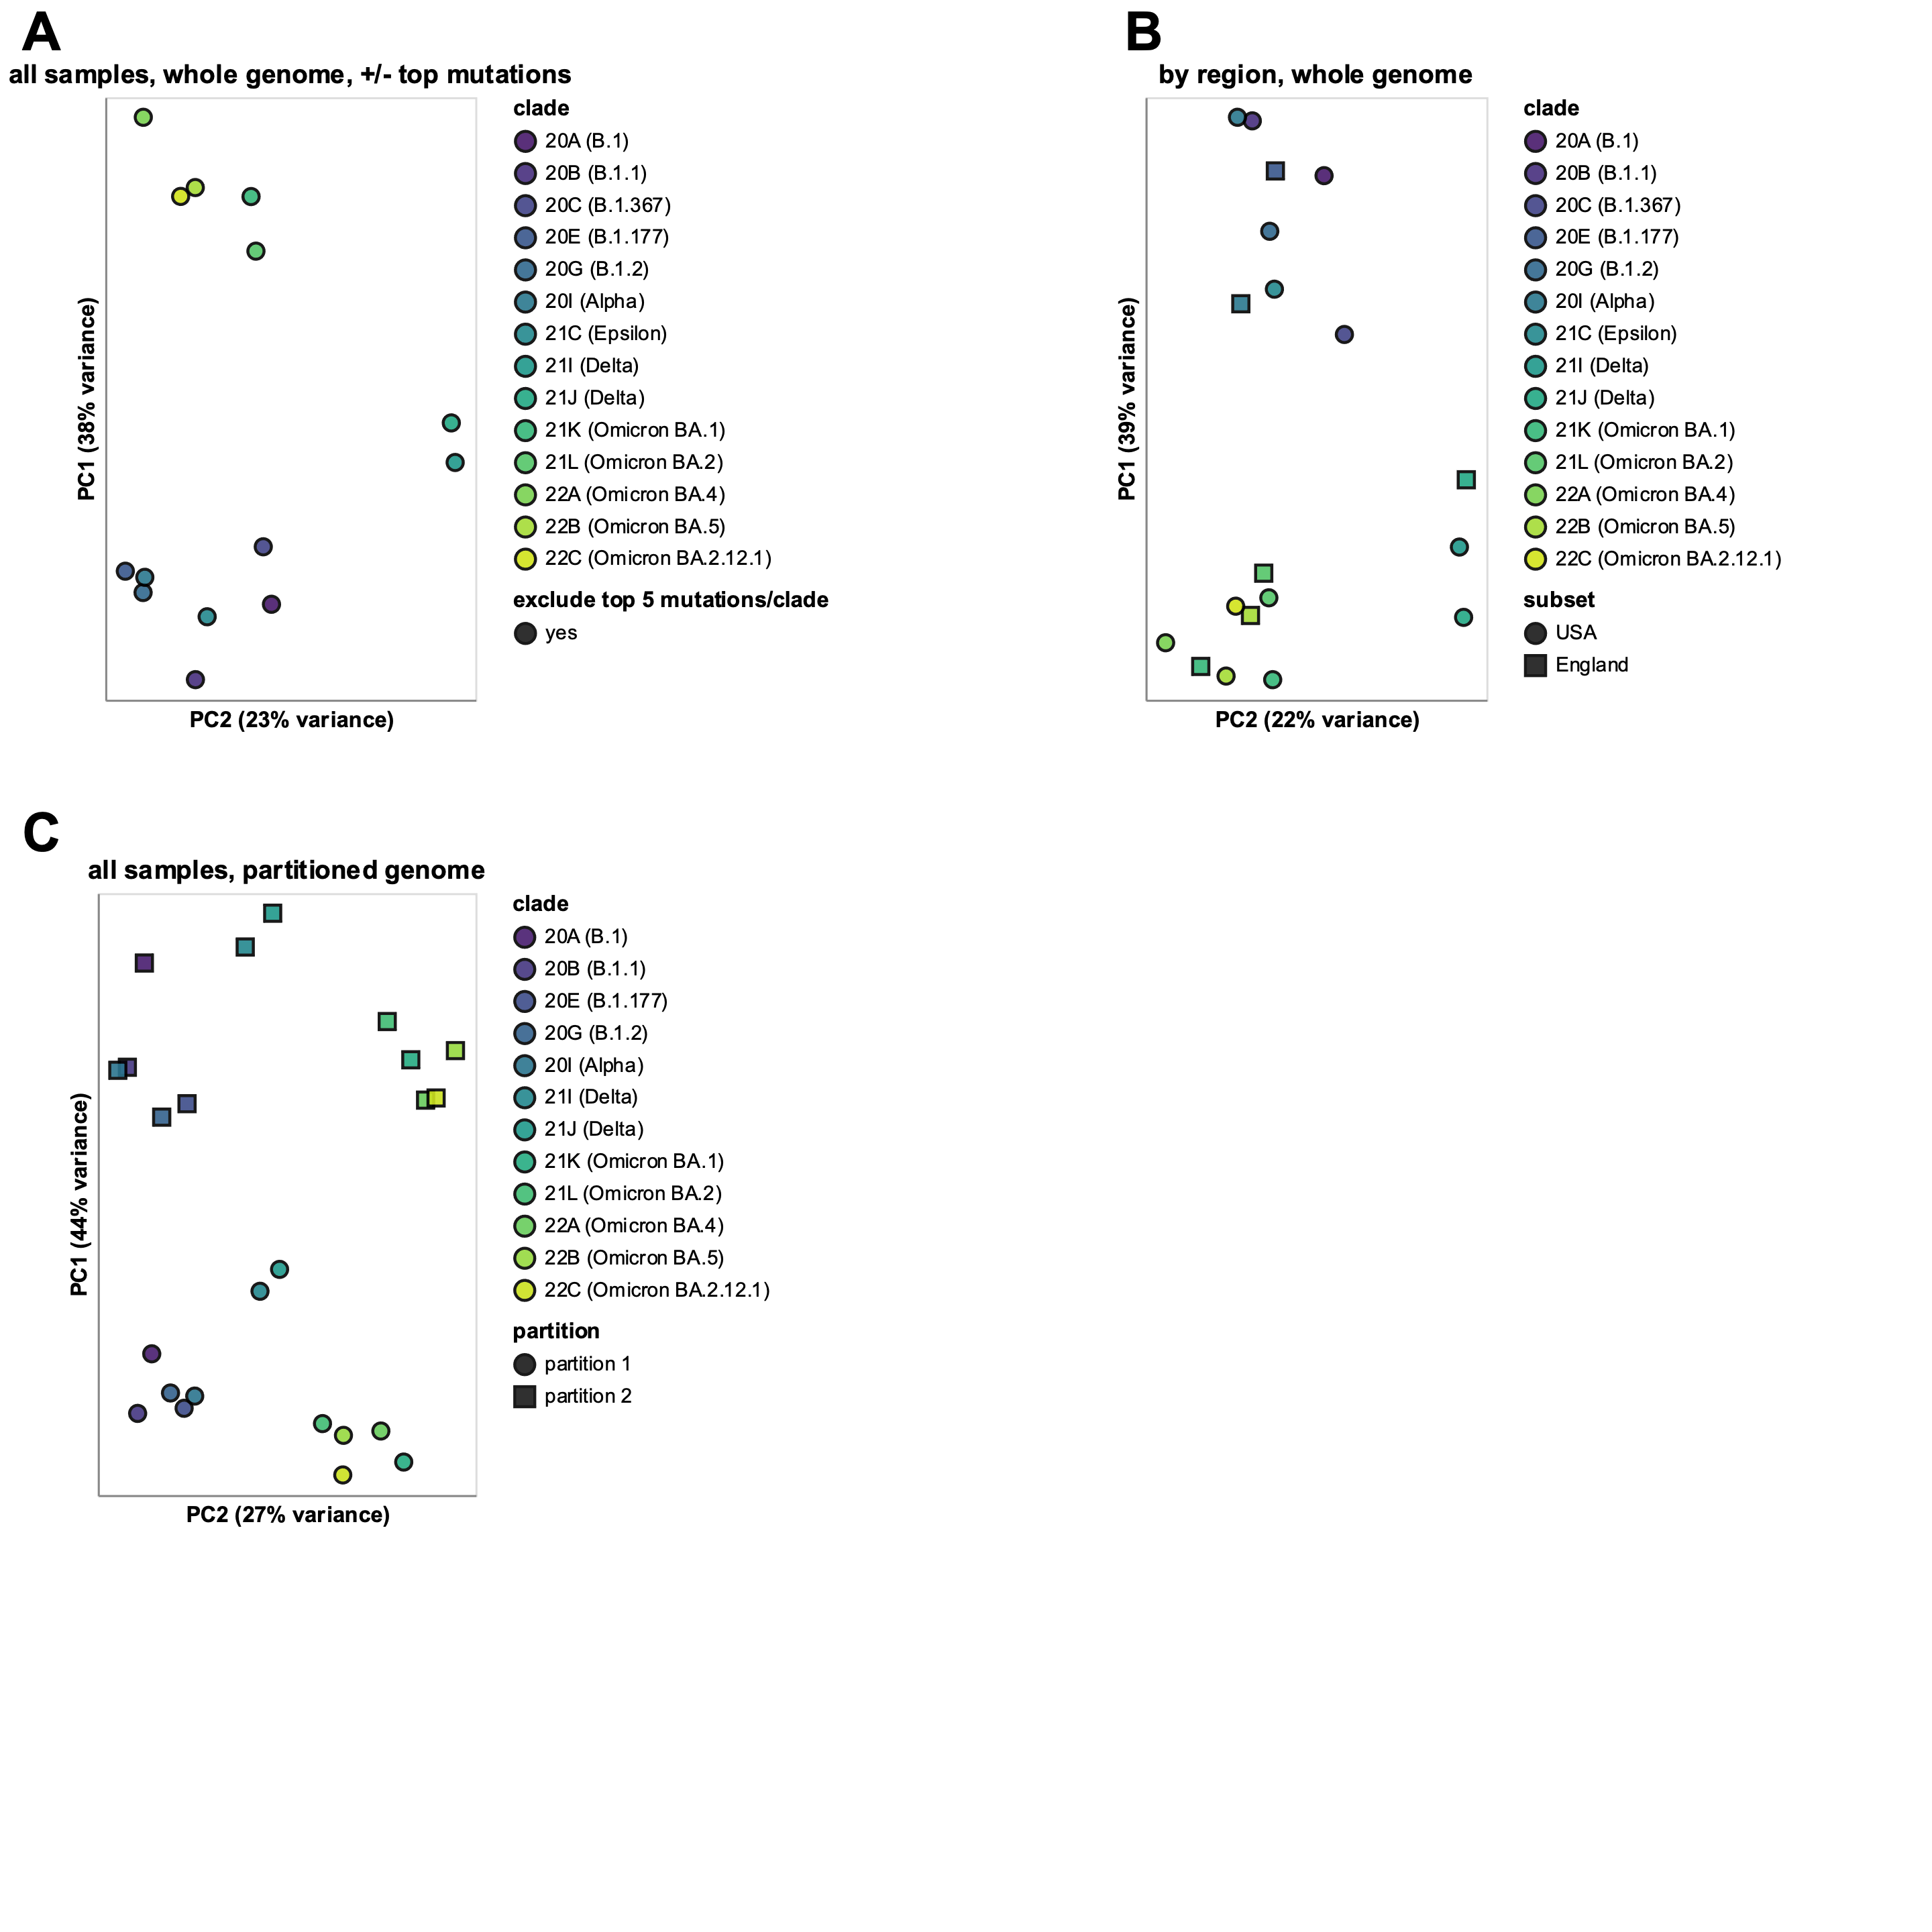 A
all samples, whole genome, +/- top mutations
PC1 (38% variance)
PC2 (23% variance)
clade
20A (B.1)
20B (B.1.1)
20C (B.1.367)
20E (B.1.177)
20G (B.1.2)
20I (Alpha)
21C (Epsilon)
21I (Delta)
21J (Delta)
21K (Omicron BA.1)
21L (Omicron BA.2)
22A (Omicron BA.4)
22B (Omicron BA.5)
22C (Omicron BA.2.12.1)
exclude top 5 mutations/clade
yes
B
by region, whole genome
PC1 (39% variance)
PC2 (22% variance)
clade
20A (B.1)
20B (B.1.1)
20C (B.1.367)
20E (B.1.177)
20G (B.1.2)
20I (Alpha)
21C (Epsilon)
21I (Delta)
21J (Delta)
21K (Omicron BA.1)
21L (Omicron BA.2)
22A (Omicron BA.4)
22B (Omicron BA.5)
22C (Omicron BA.2.12.1)
subset
USA
England
C
all samples, partitioned genome
PC1 (44% variance)
PC2 (27% variance)
clade
20A (B.1)
20B (B.1.1)
20E (B.1.177)
20G (B.1.2)
20I (Alpha)
21I (Delta)
21J (Delta)
21K (Omicron BA.1)
21L (Omicron BA.2)
22A (Omicron BA.4)
22B (Omicron BA.5)
22C (Omicron BA.2.12.1)
partition
partition 1
partition 2